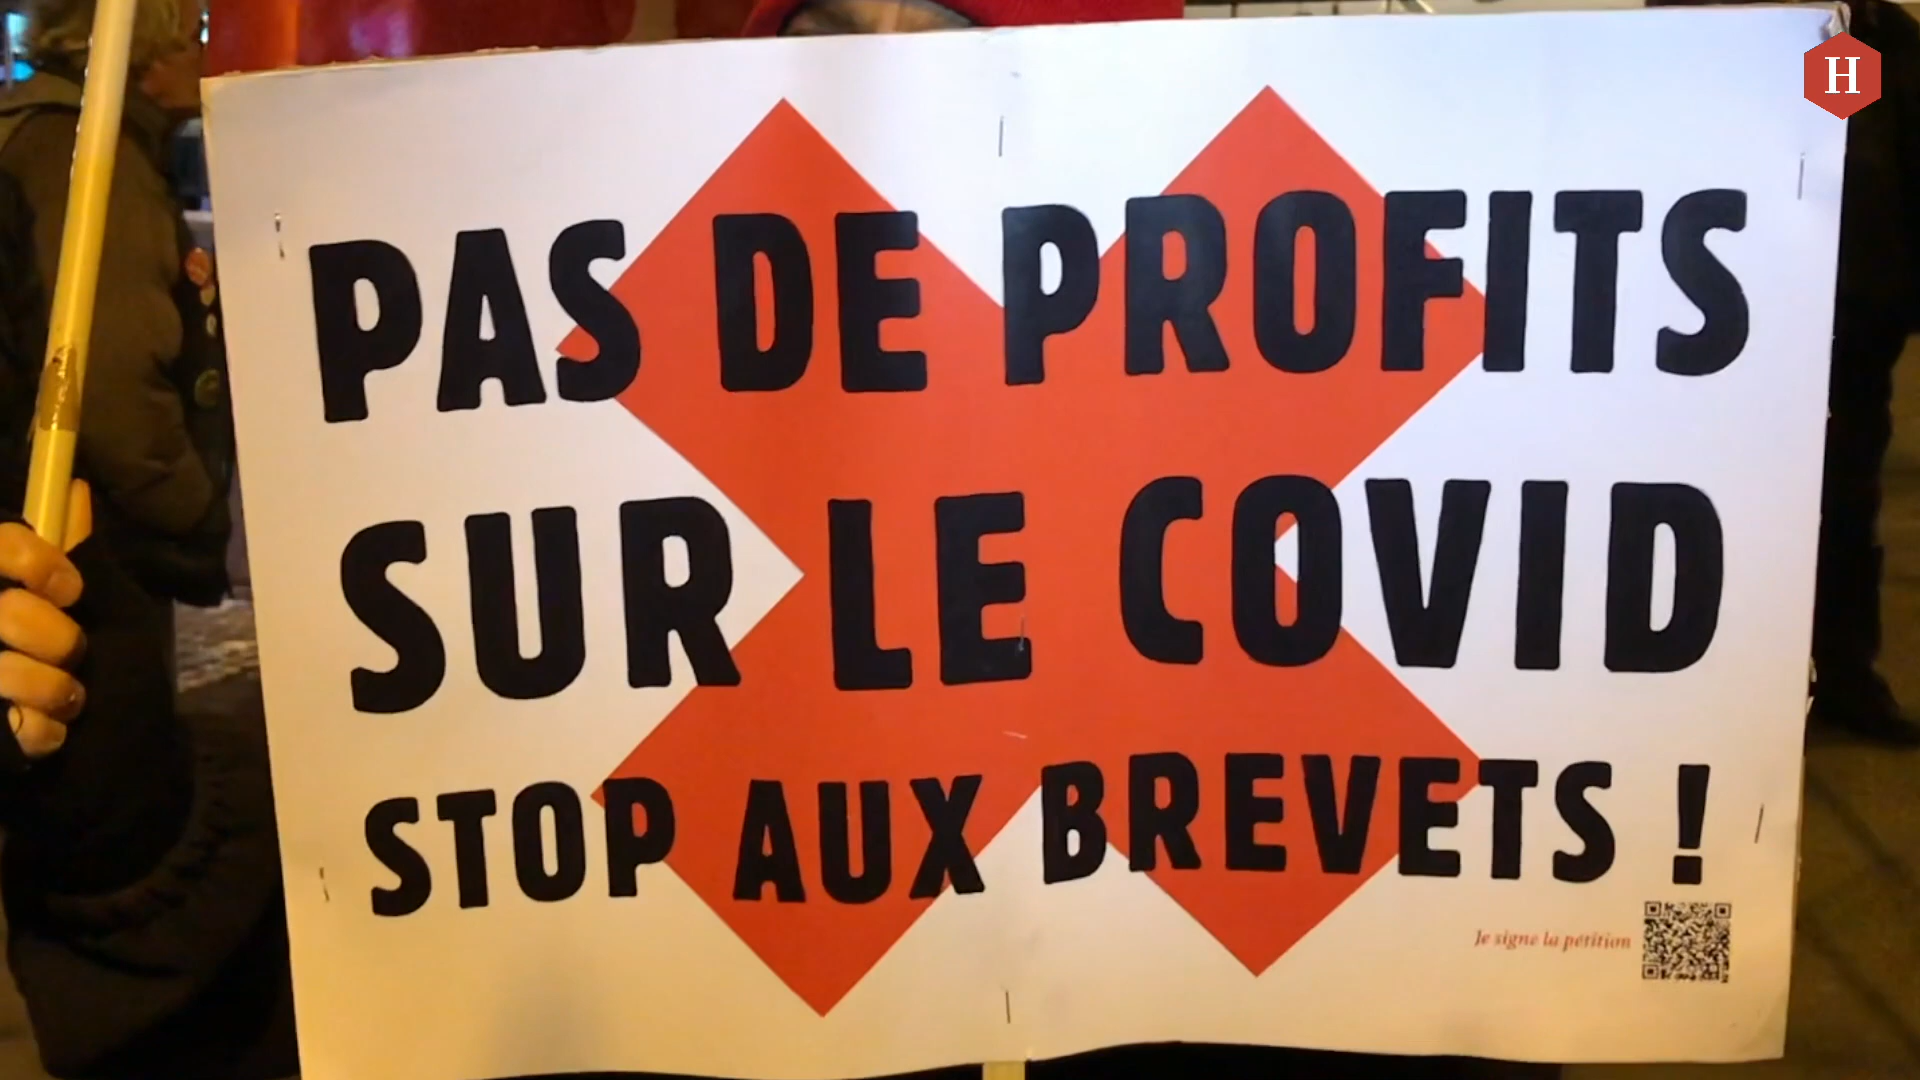 H
PAS DE PROFITS
SUR LE COVID
STOP AUX BREVETS !
Je signe la pétition